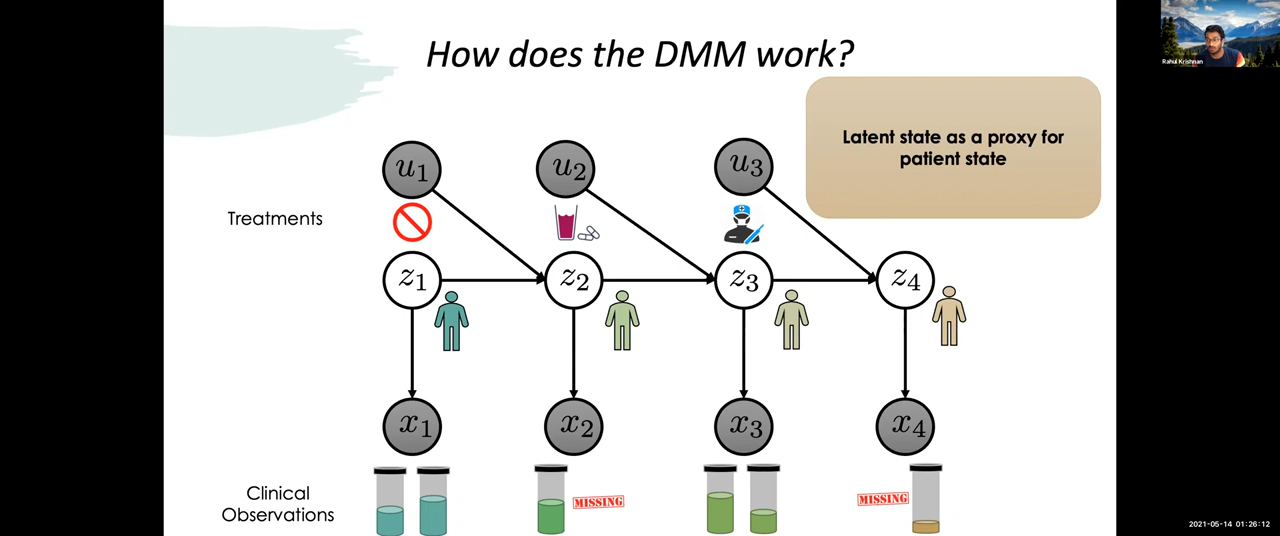 How does the DMM work?
Rahul Krishnan
Latent state as a proxy for
patient state
u1
u2
u3
Treatments
z1
z2
z3
z4
x1
x2
x3
x4
Clinical
Observations
MISSING
MISSING
2021-05-14 01:26:12